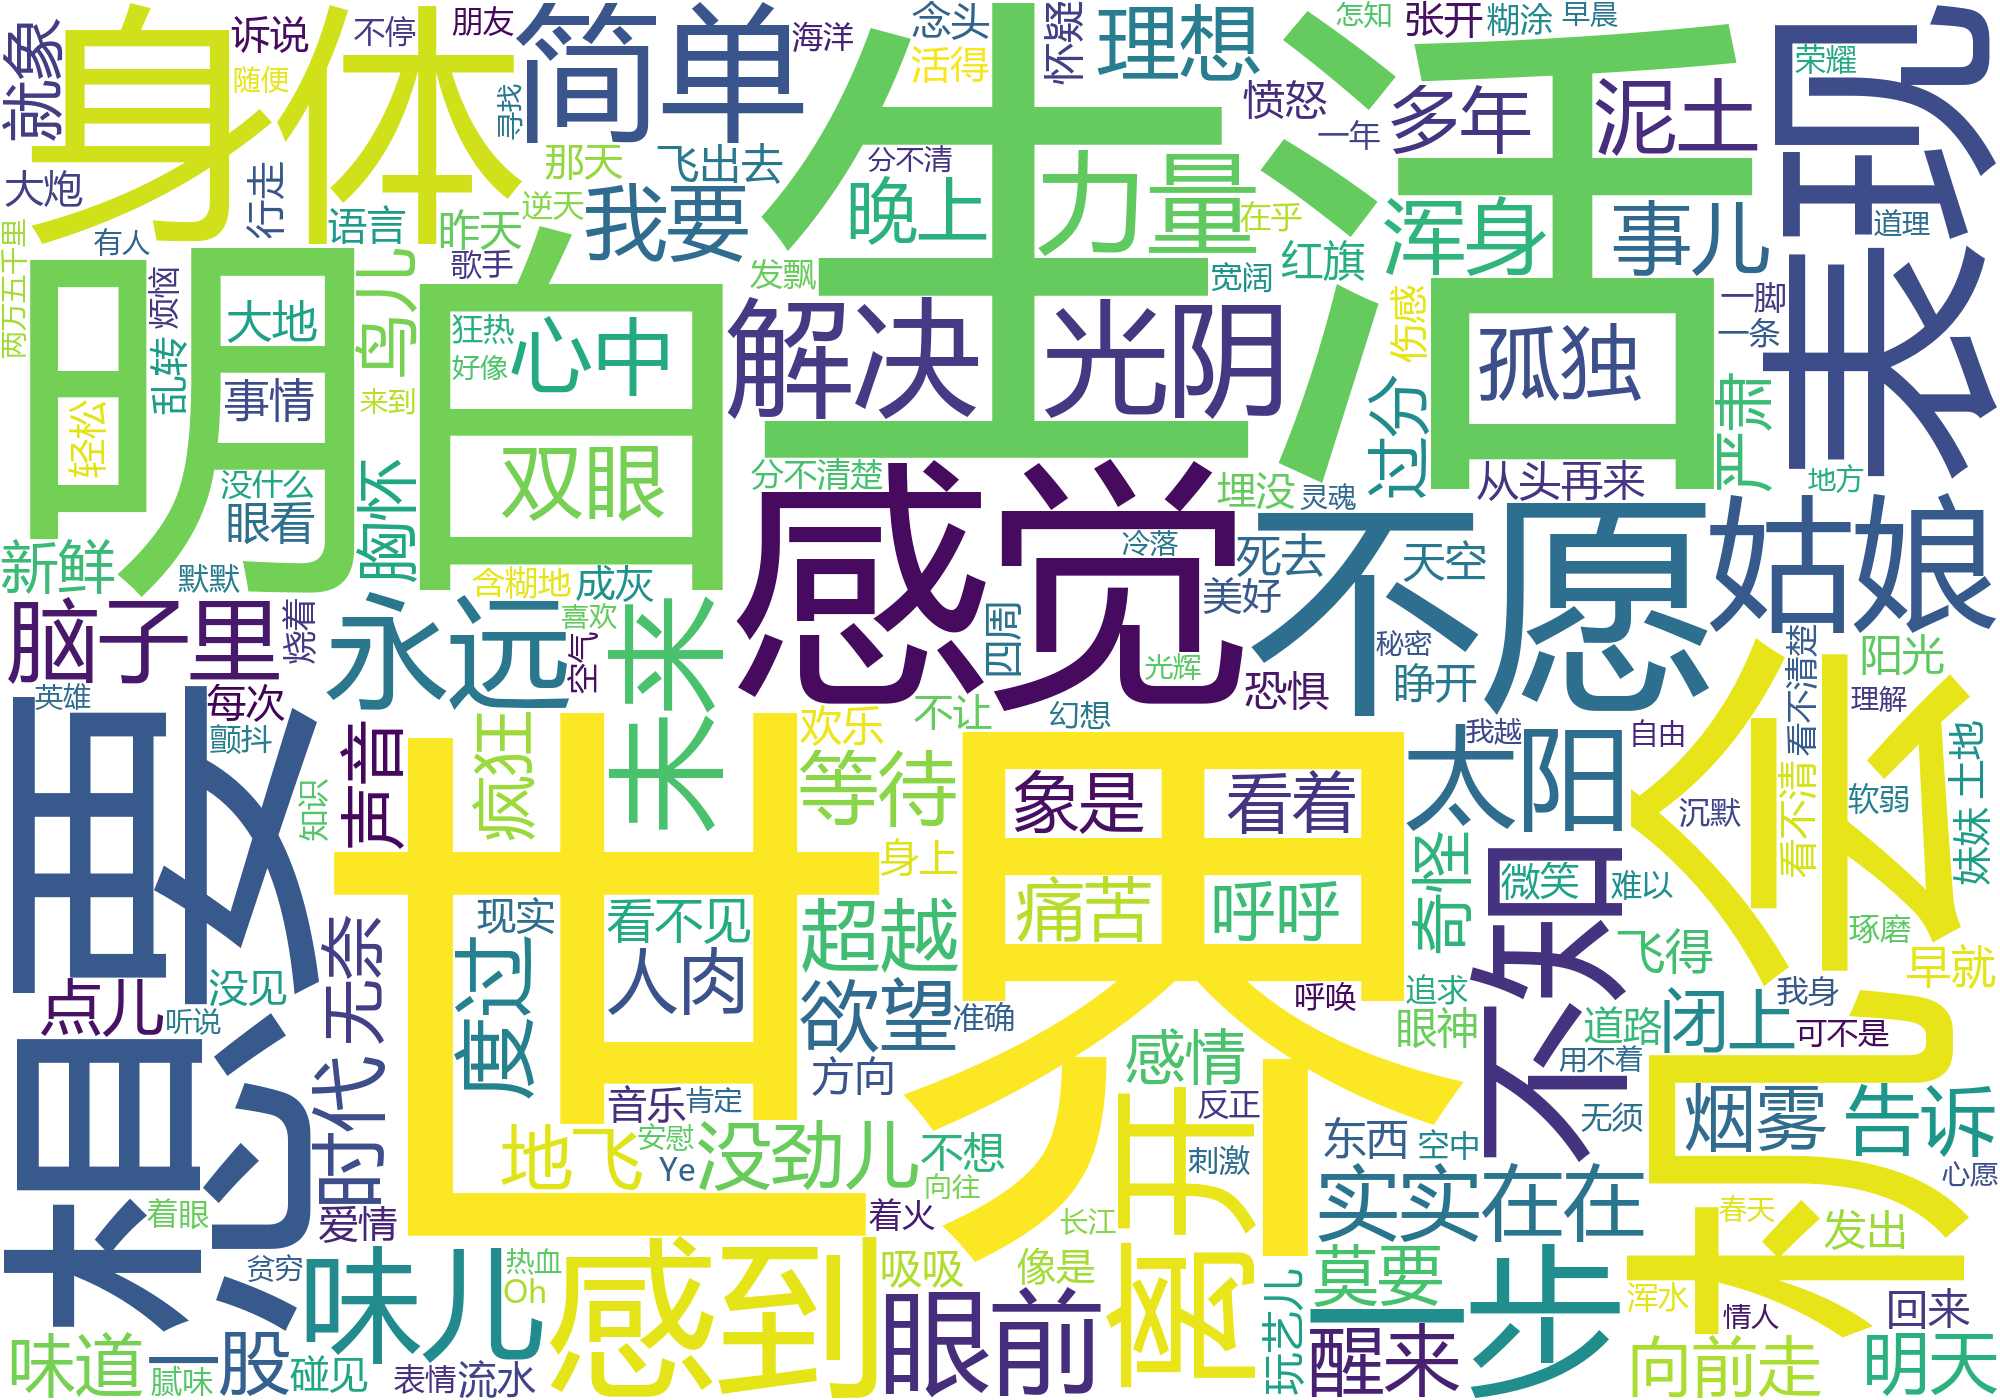 身体
简单
生活
理想
表现
就象
诉说
不停
朋友
随便
寻找
海洋
念头
活得
怀疑
怎知
张开
糊涂
早晨
荣耀
愤怒
一年
多年
泥土
大炮
行走
语言
昨天
那天
逆天
飞出去
我要
分不清
晚上
力量
在乎
浑身
事儿
道理
两万五千里
有人
烦恼
鸟儿
歌手
发飘
宽阔
红旗
明白
大地
乱转
狂热
好像
心中
解决
光阴
伤感
孤独
一脚
一条
轻松
事情
来到
双眼
过分
严肃
没什么
眼看
胸怀
分不清楚
感觉
埋没
灵魂
从头再来
地方
新鲜
默默
含糊地
成灰
冷落
不愿
死去
天空
姑娘
脑子里
烧着
永远
喜欢
空气
未来
四周
美好
光辉
秘密
睁开
恐惧
看不清楚
阳光
英雄
每次
颤抖
声音
疯狂
欢乐
不让
幻想
太阳
我越
自由
理解
理想
知识
世界
等待
象是
看着
不知
沉默
看不清
软弱
土地
妹妹
身上
痛苦
呼呼
奇怪
微笑
难以
琢磨
机会
早就
点儿
没见
听说
无奈
现实
度过
看不见
人肉
超越
欲望
准确
呼唤
追求
眼神
飞得
道路
闭上
我身
可不是
时代
方向
感情
用不着
烟雾
告诉
音乐
肯定
反正
离开
无须
着眼
爱情
地飞
安慰
Ye
没劲儿
不想
向往
刺激
东西
空中
心愿
贫穷
味儿
热血
Oh
感到
着火
长江
实实在在
春天
发出
吸吸
像是
莫要
一步
浑水
情人
回来
味道
腻味
一股
碰见
表情
流水
眼前
玩艺儿
醒来
向前走
明天